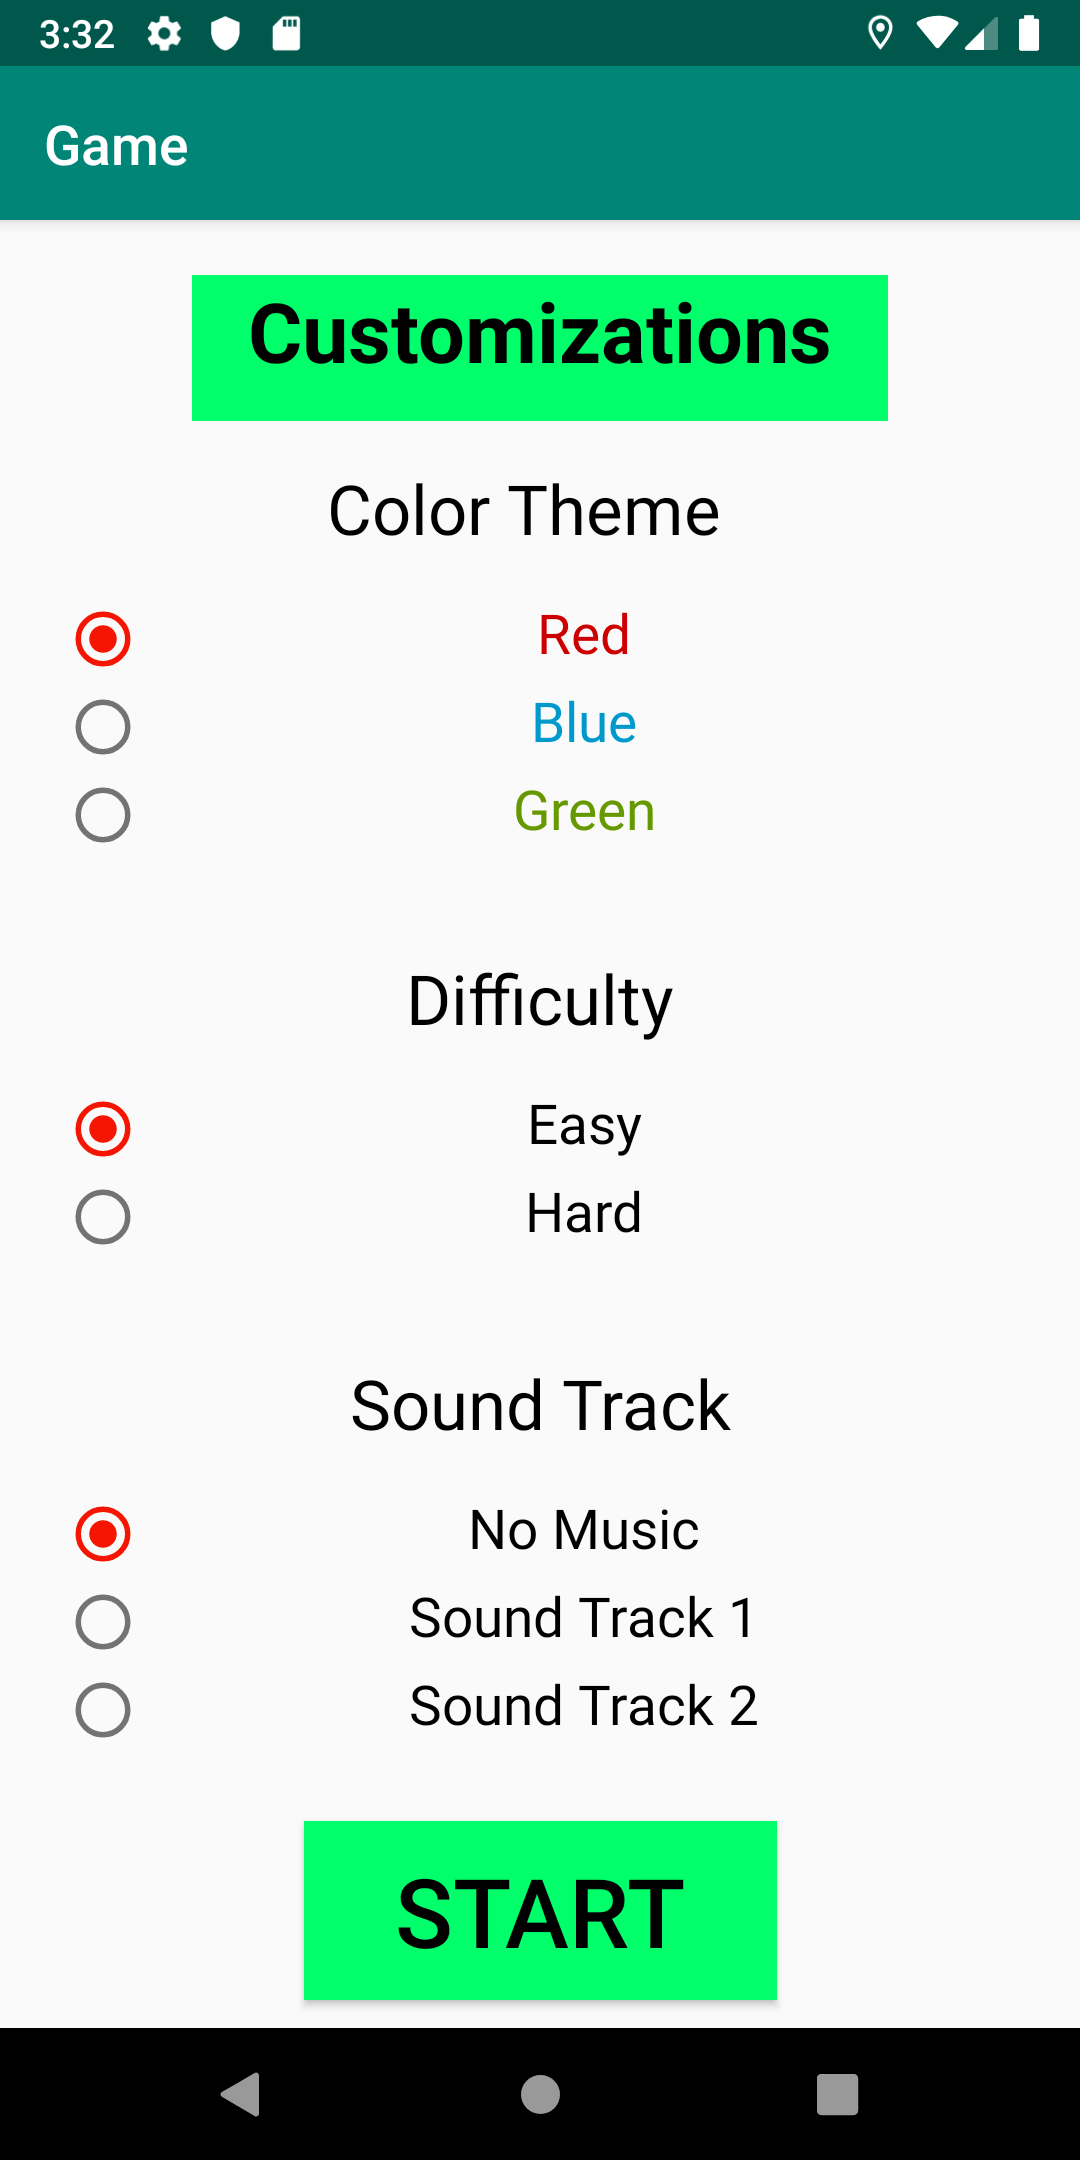 3:32
Game
Customizations
Color Theme
Red
Blue
Green
Difficulty
Easy
Hard
Sound Track
No Music
Sound Track 1
Sound Track 2
START